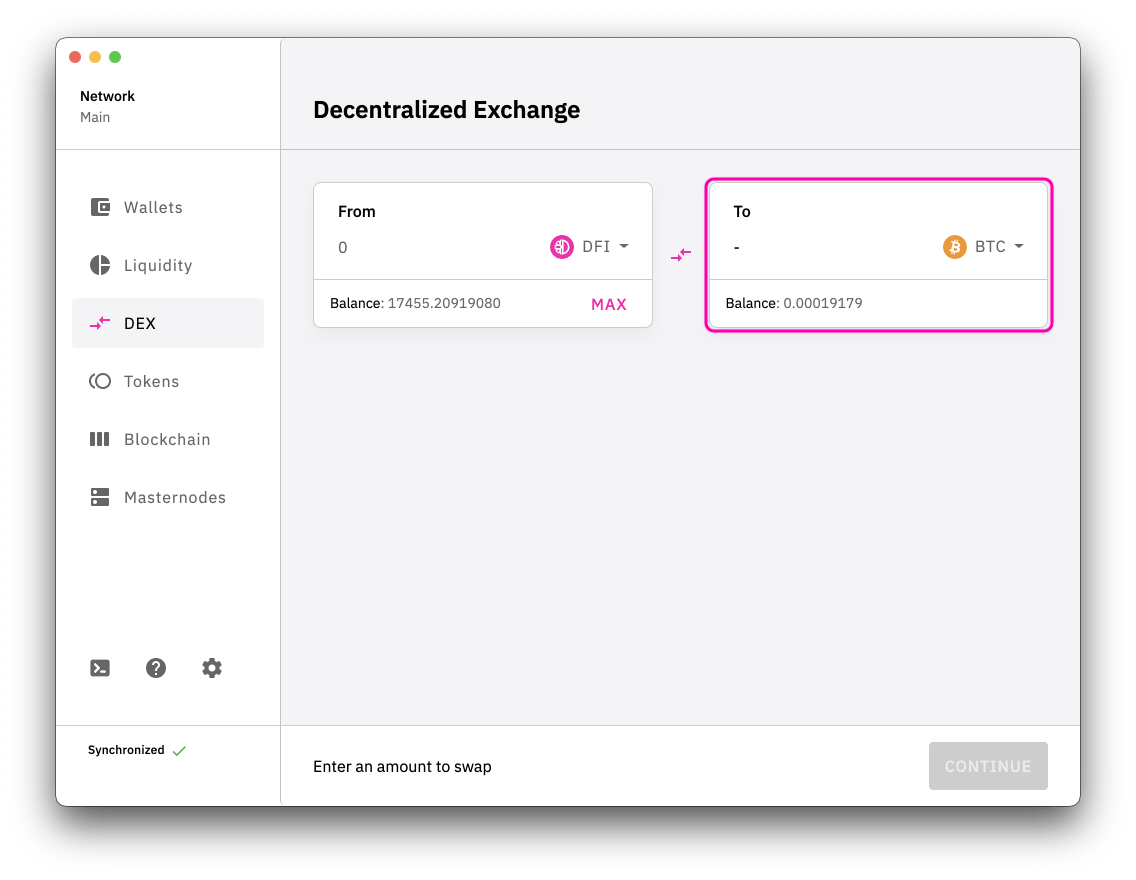 Network
Main
Wallets
Liquidity
DEX
Tokens
Blockchain
Masternodes
Synchronized
Decentralized Exchange
From
0 DFI
Balance: 17455.20919080 MAX
To
- BTC
Balance: 0.00019179
Enter an amount to swap
CONTINUE